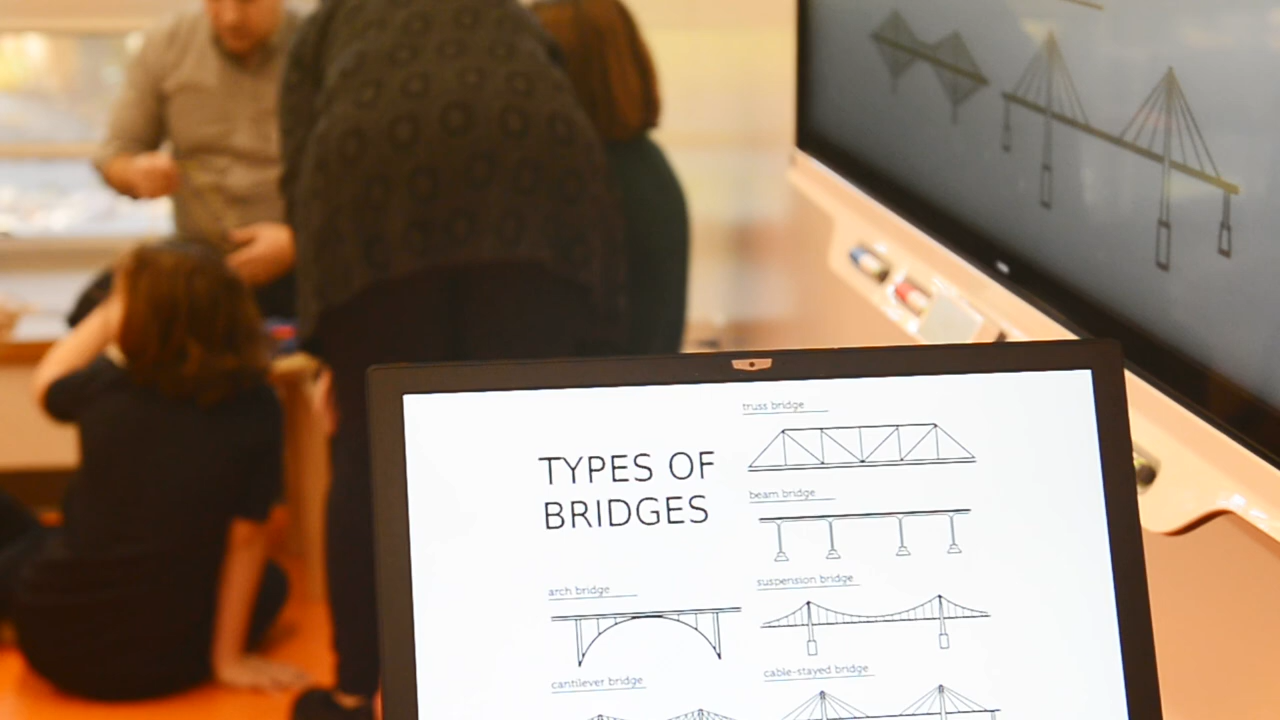 TYPES OF
BRIDGES
truss bridge
beam bridge
arch bridge
suspension bridge
cantilever bridge
cable-stayed bridge